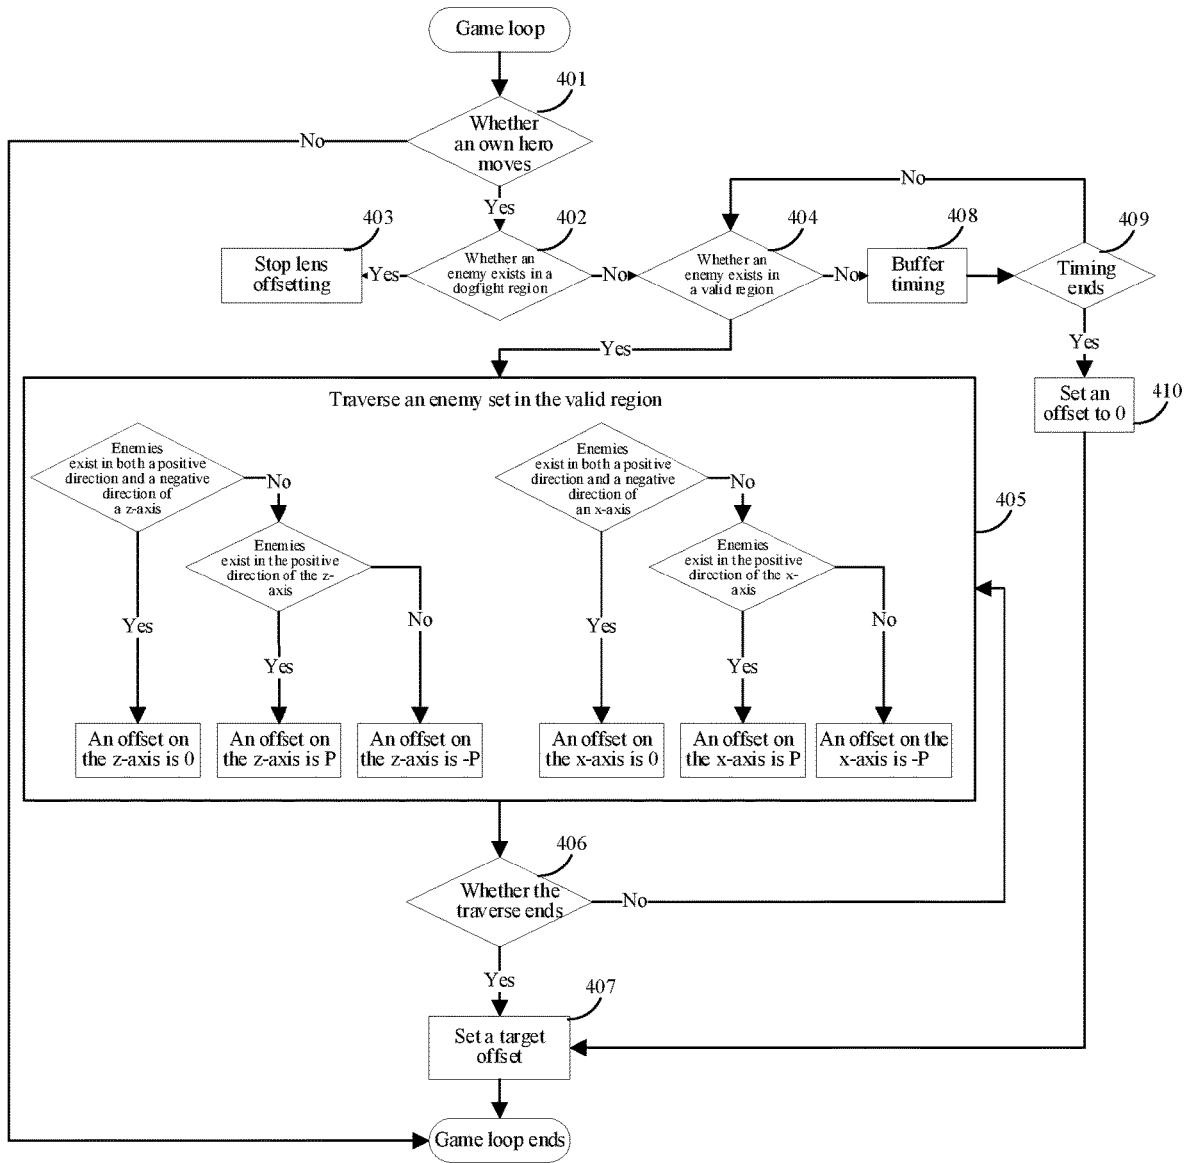 Game loop
401
Whether
an own hero
moves
No
Yes
No
403
402
404
408
409
Stop lens
offsetting
Yes
Whether an
enemy exists in a
dogfight region
No
Whether an
enemy exists in
a valid region
No
Buffer
timing
Timing
ends
Yes
Yes
Set an
offset to 0
410
Traverse an enemy set in the valid region
Enemies
exist in both a positive
direction and a negative
direction of
a z-axis
No
Enemies
exist in the positive
direction of the z-
axis
Yes
Yes
No
Enemies
exist in both a positive
direction and a negative
direction of
an x-axis
No
Enemies
exist in the positive
direction of the x-
axis
Yes
Yes
No
405
An offset on
the z-axis is 0
An offset on
the z-axis is P
An offset on
the z-axis is -P
An offset on
the x-axis is 0
An offset on
the x-axis is P
An offset on the
x-axis is -P
406
Whether the
traverse ends
No
Yes
407
Set a target
offset
Game loop ends